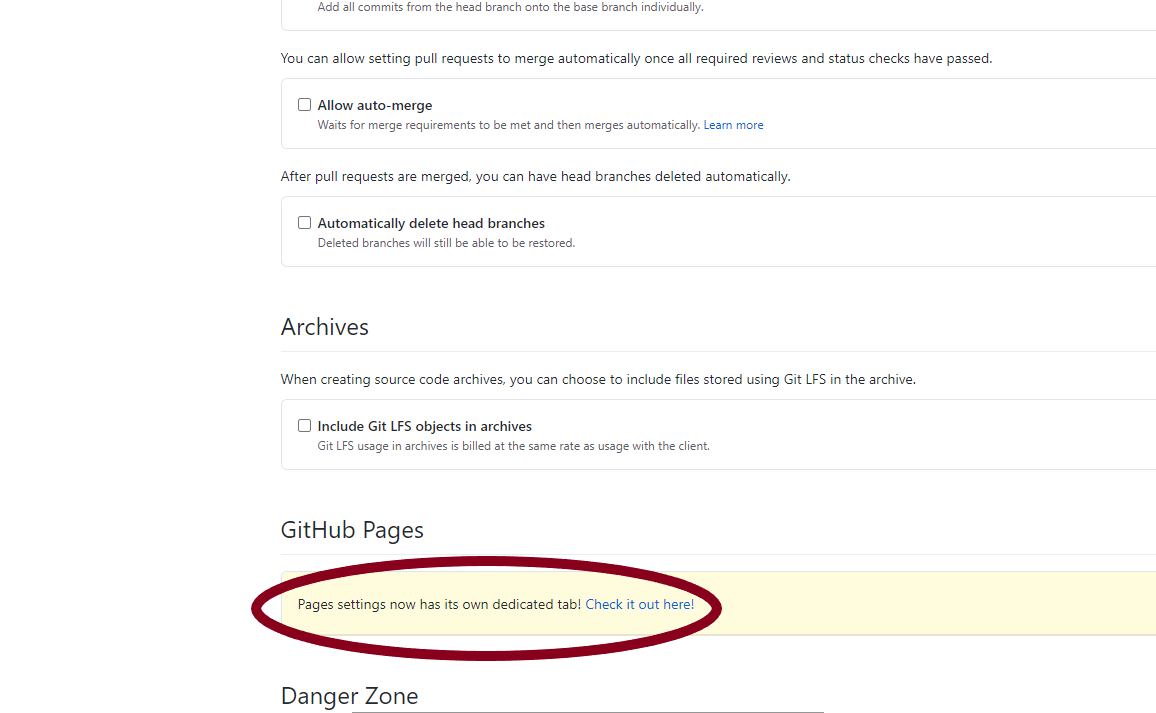 Add all commits from the head branch onto the base branch individually.
You can allow setting pull requests to merge automatically once all required reviews and status checks have passed.
Allow auto-merge
Waits for merge requirements to be met and then merges automatically. Learn more
After pull requests are merged, you can have head branches deleted automatically.
Automatically delete head branches
Deleted branches will still be able to be restored.
Archives
When creating source code archives, you can choose to include files stored using Git LFS in the archive.
Include Git LFS objects in archives
Git LFS usage in archives is billed at the same rate as usage with the client.
GitHub Pages
Pages settings now has its own dedicated tab! Check it out here!
Danger Zone